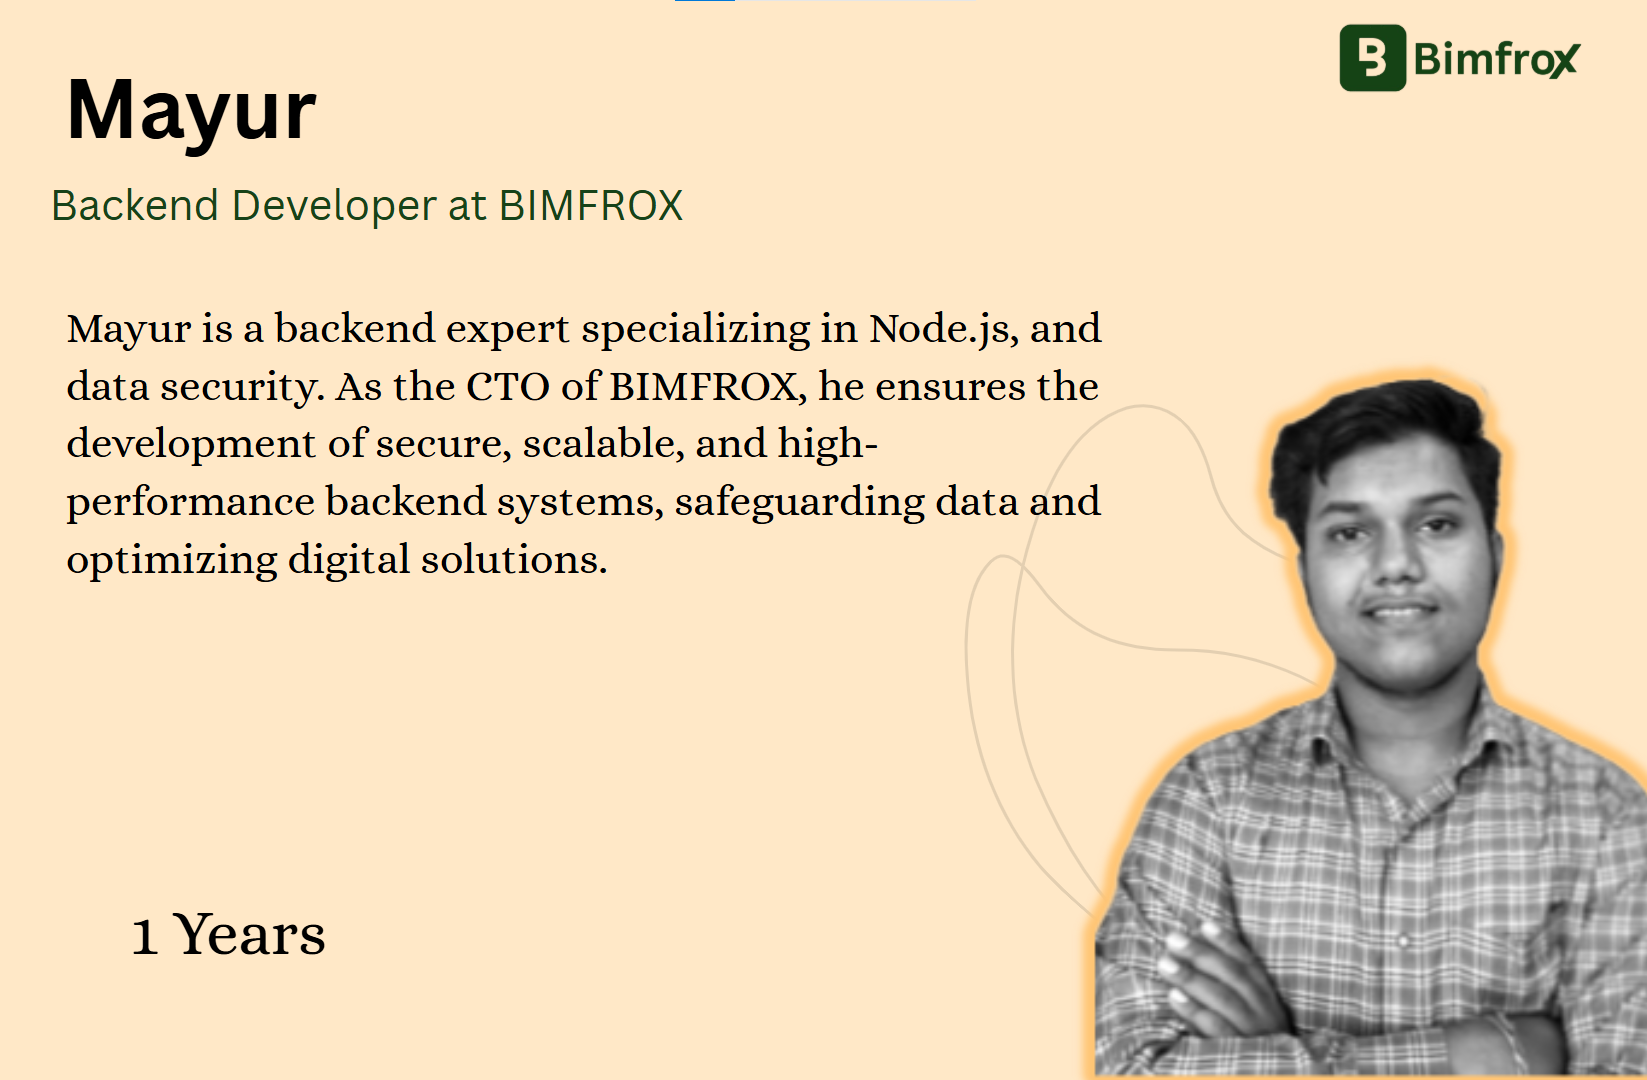 Bimfrox
Mayur
Backend Developer at BIMFROX
Mayur is a backend expert specializing in Node.js, and
data security. As the CTO of BIMFROX, he ensures the
development of secure, scalable, and high-
performance backend systems, safeguarding data and
optimizing digital solutions.
1 Years